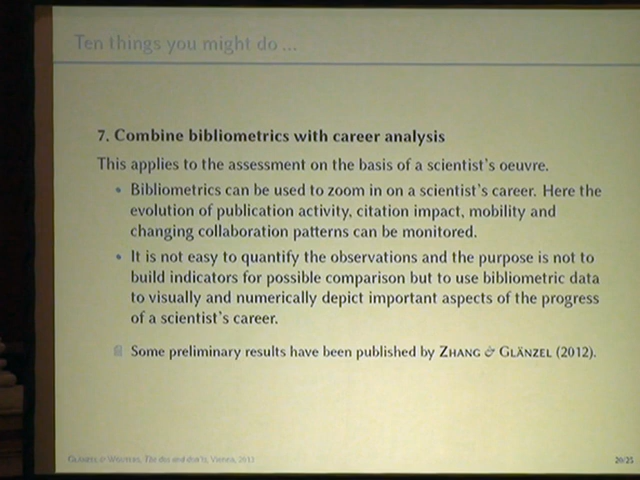 Ten things you might do ...
7. Combine bibliometrics with career analysis
This applies to the assessment on the basis of a scientist's oeuvre.
• Bibliometrics can be used to zoom in on a scientist's career. Here the
evolution of publication activity, citation impact, mobility and
changing collaboration patterns can be monitored.
• It is not easy to quantify the observations and the purpose is not to
build indicators for possible comparison but to use bibliometric data
to visually and numerically depict important aspects of the progress
of a scientist's career.
Some preliminary results have been published by ZHANG & GLÄNZEL (2012).
GLÄNZEL & WOUTERS, The dos and don'ts, Vienna, 2013
20/25